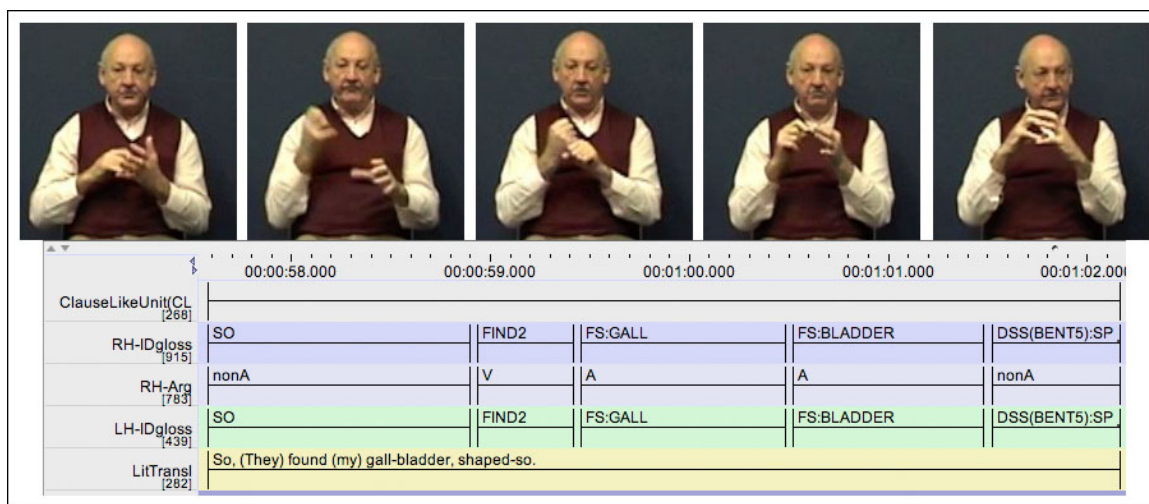 00:00:58.000 00:00:59.000 00:01:00.000 00:01:01.000 00:01:02.0
ClauseLikeUnit(CL
[268]
RH-IDgloss
[915]
SO FIND2 FS:GALL FS:BLADDER DSS(BENT5):SP
RH-Arg
[783]
nonA V A A nonA
LH-IDgloss
[439]
SO FIND2 FS:GALL FS:BLADDER DSS(BENT5):SP
LitTransl
[282]
So, (They) found (my) gall-bladder, shaped-so.